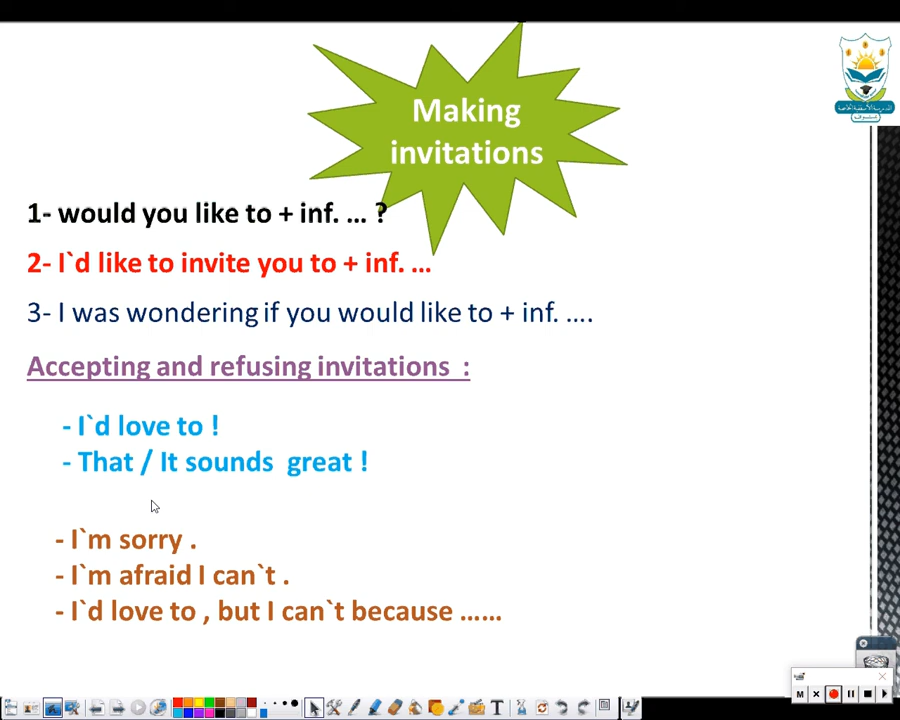 Making
invitations
1- would you like to + inf. ... ?
2- I`d like to invite you to + inf. ...
3- I was wondering if you would like to + inf. ....
Accepting and refusing invitations :
- I`d love to !
- That / It sounds great !
- I`m sorry .
- I`m afraid I can`t .
- I`d love to , but I can`t because ......